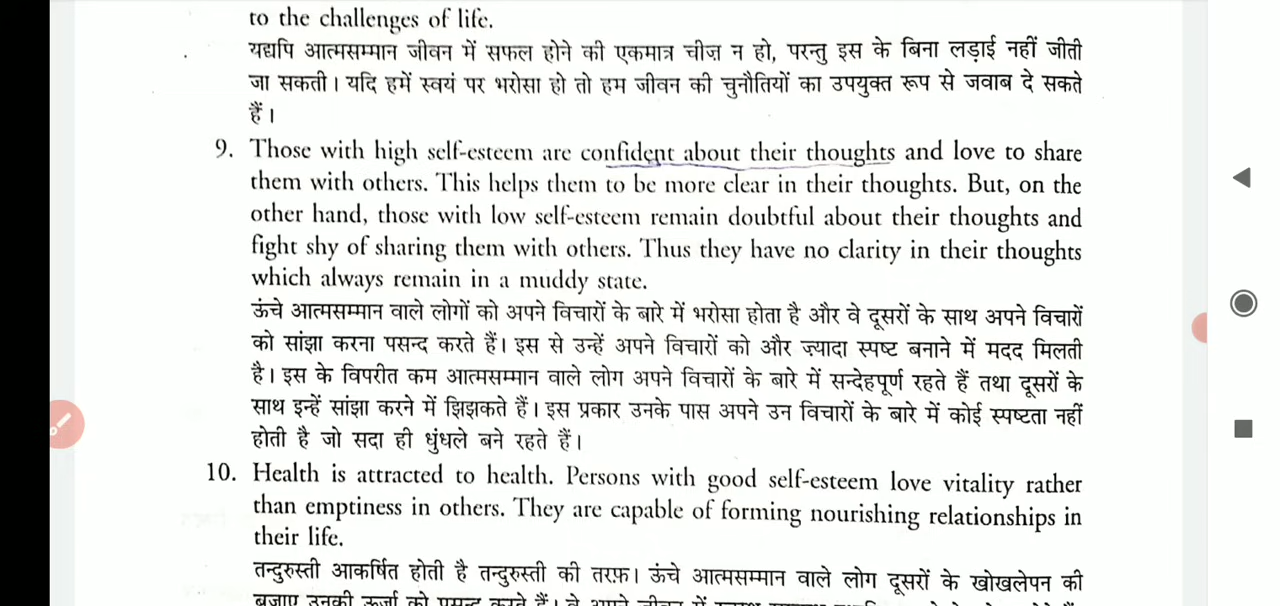 to the challenges of life.
यद्यपि आत्मसम्मान जीवन में सफल होने की एकमात्र चीज़ न हो, परन्तु इस के बिना लड़ाई नहीं जीती
जा सकती। यदि हमें स्वयं पर भरोसा हो तो हम जीवन की चुनौतियों का उपयुक्त रूप से जवाब दे सकते
हैं।
9. Those with high self-esteem are confident about their thoughts and love to share
them with others. This helps them to be more clear in their thoughts. But, on the
other hand, those with low self-esteem remain doubtful about their thoughts and
fight shy of sharing them with others. Thus they have no clarity in their thoughts
which always remain in a muddy state.
ऊंचे आत्मसम्मान वाले लोगों को अपने विचारों के बारे में भरोसा होता है और वे दूसरों के साथ अपने विचारों
को सांझा करना पसन्द करते हैं। इस से उन्हें अपने विचारों को और ज़्यादा स्पष्ट बनाने में मदद मिलती
है। इस के विपरीत कम आत्मसम्मान वाले लोग अपने विचारों के बारे में सन्देहपूर्ण रहते हैं तथा दूसरों के
साथ इन्हें सांझा करने में झिझकते हैं। इस प्रकार उनके पास अपने उन विचारों के बारे में कोई स्पष्टता नहीं
होती है जो सदा ही धुंधले बने रहते हैं।
10. Health is attracted to health. Persons with good self-esteem love vitality rather
than emptiness in others. They are capable of forming nourishing relationships in
their life.
तन्दुरुस्ती आकर्षित होती है तन्दुरुस्ती की तरफ़। ऊंचे आत्मसम्मान वाले लोग दूसरों के खोखलेपन की
बजाए उनकी ऊर्जा को पसन्द करते हैं। वे अपने जीवन में